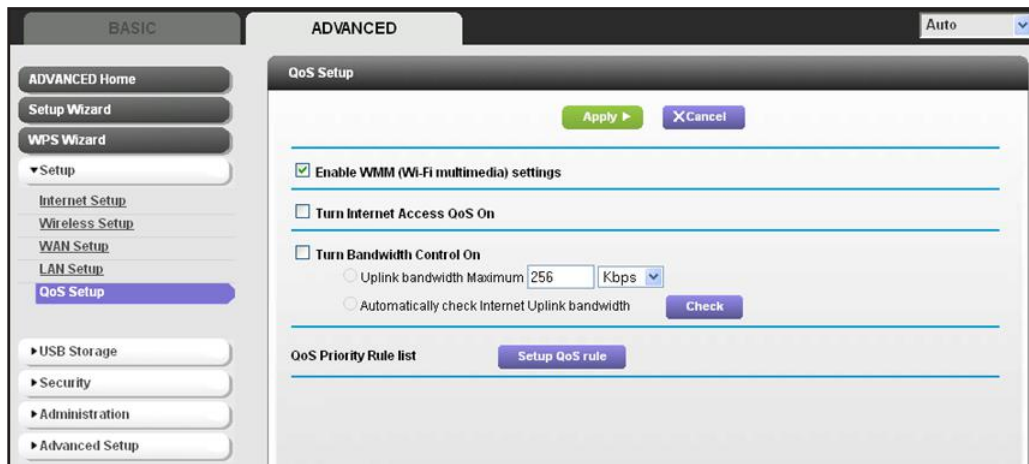 BASIC
ADVANCED
Auto
ADVANCED Home
Setup Wizard
WPS Wizard
Setup
Internet Setup
Wireless Setup
WAN Setup
LAN Setup
QoS Setup
USB Storage
Security
Administration
Advanced Setup
QoS Setup
Apply
Cancel
Enable WMM (Wi-Fi multimedia) settings
Turn Internet Access QoS On
Turn Bandwidth Control On
Uplink bandwidth Maximum 256 Kbps
Automatically check Internet Uplink bandwidth Check
QoS Priority Rule list Setup QoS rule